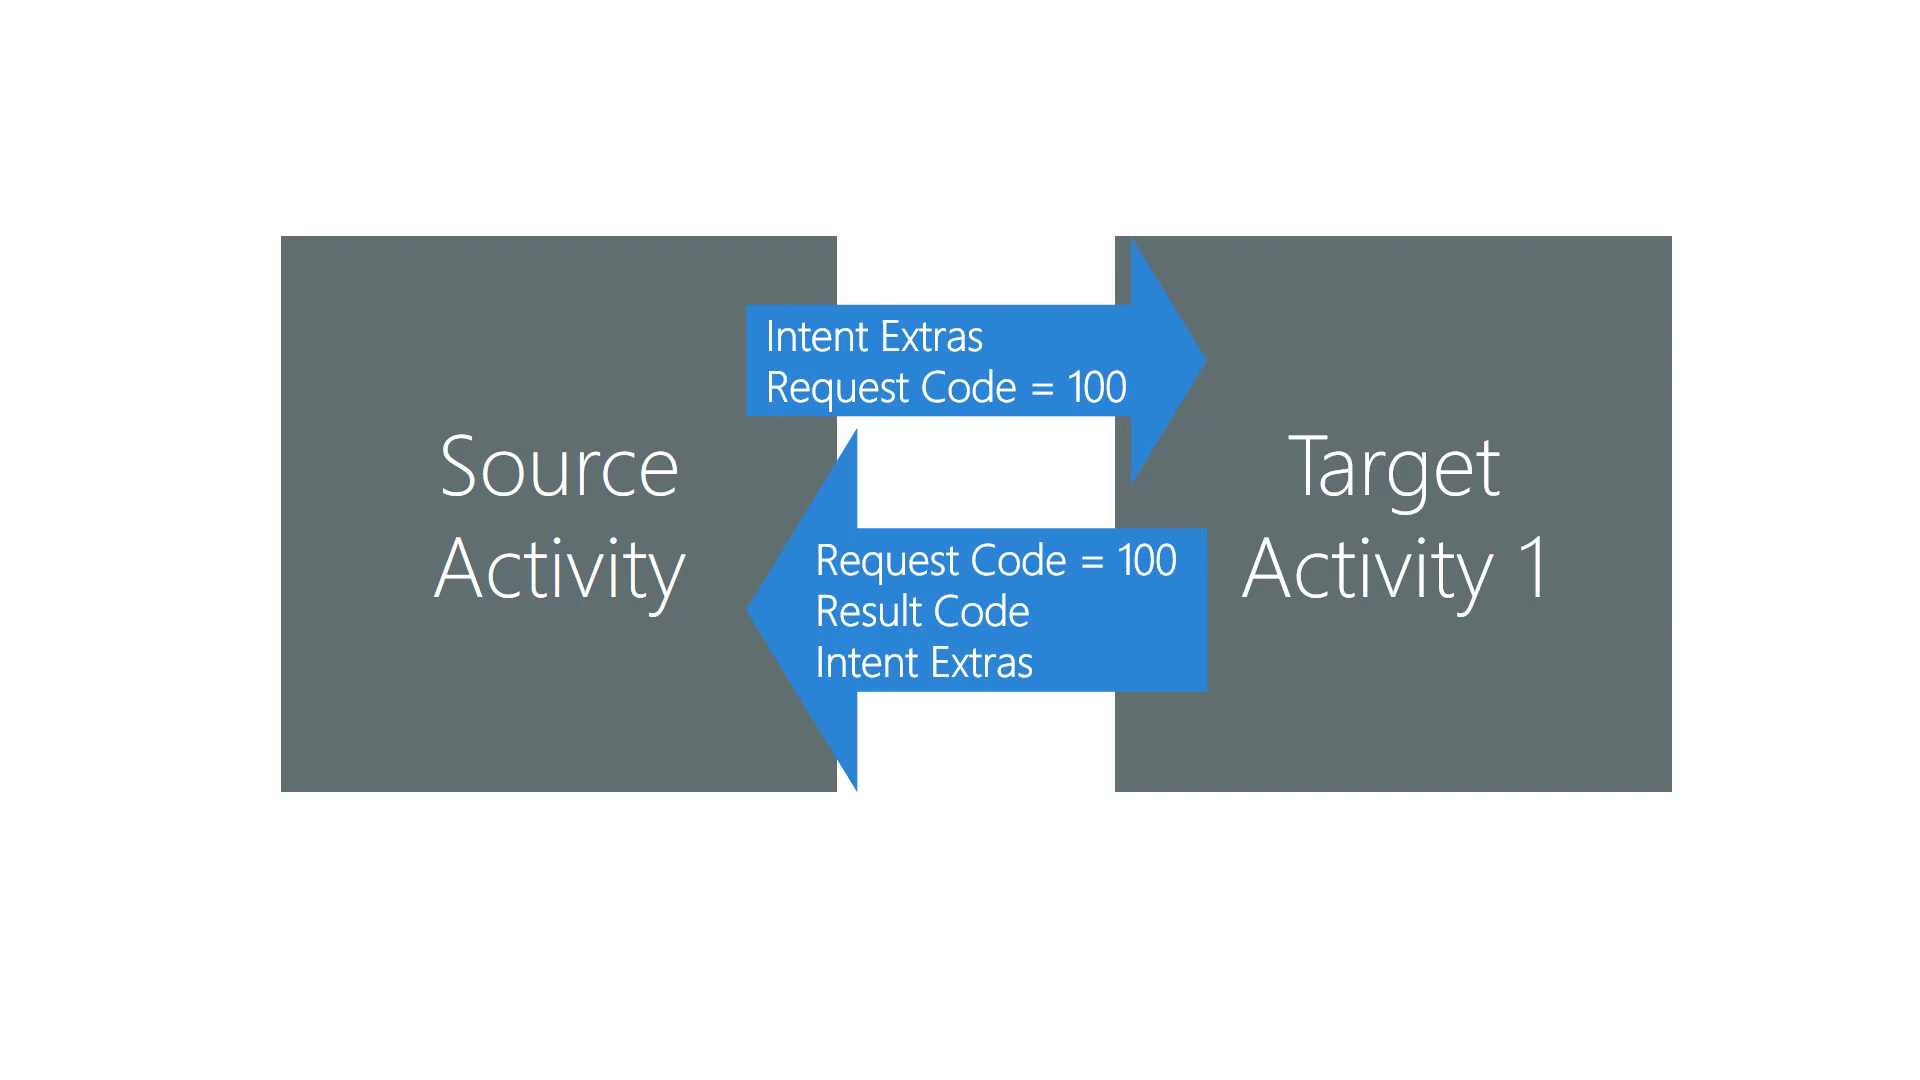 Source
Activity
Intent Extras
Request Code = 100
Request Code = 100
Result Code
Intent Extras
Target
Activity 1